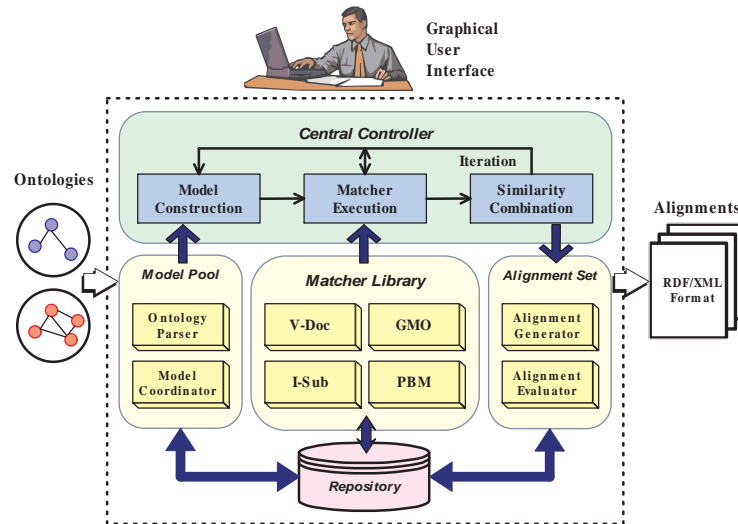 Graphical
User
Interface
Central Controller
Iteration
Model
Construction
Matcher
Execution
Similarity
Combination
Ontologies
Alignments
RDF/XML
Format
Model Pool
Ontology
Parser
Model
Coordinator
Matcher Library
V-Doc
GMO
I-Sub
PBM
Alignment Set
Alignment
Generator
Alignment
Evaluator
Repository